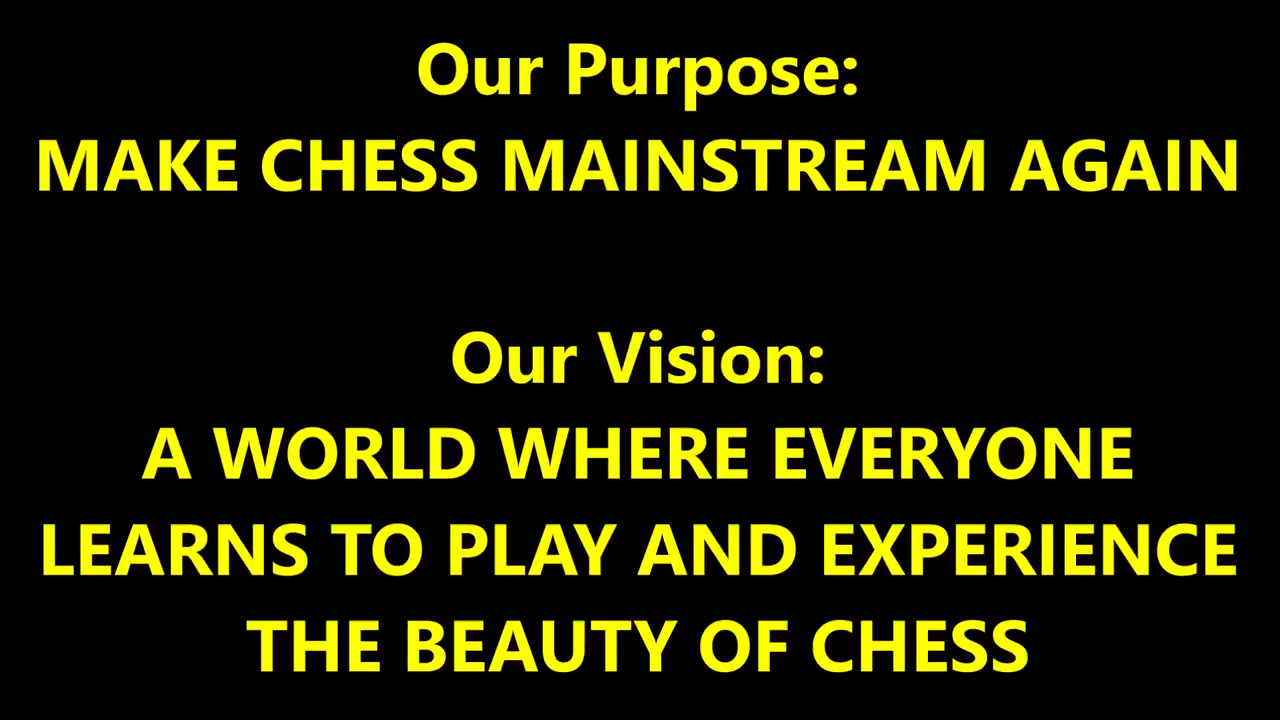 Our Purpose:
MAKE CHESS MAINSTREAM AGAIN
Our Vision:
A WORLD WHERE EVERYONE
LEARNS TO PLAY AND EXPERIENCE
THE BEAUTY OF CHESS